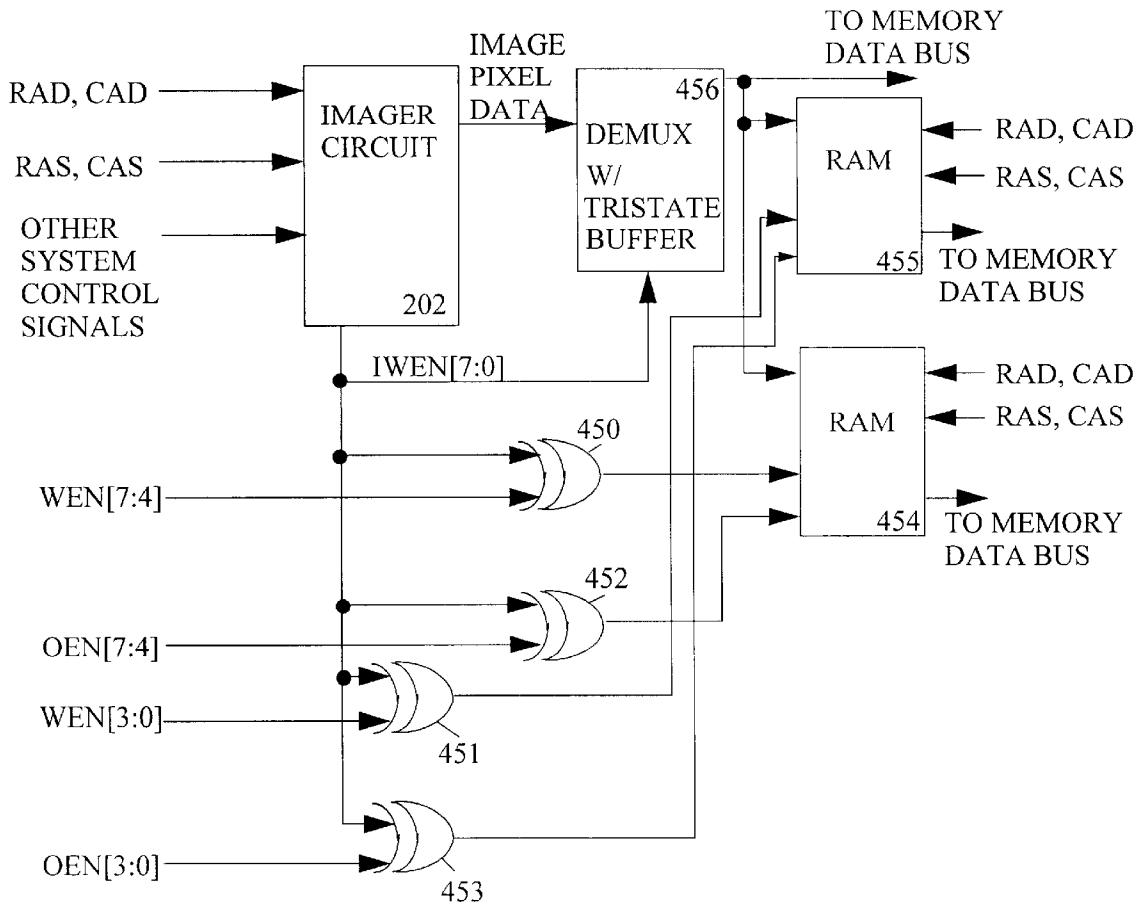 TO MEMORY
DATA BUS
IMAGE
PIXEL
DATA
RAD, CAD
IMAGER
CIRCUIT
RAS, CAS
OTHER
SYSTEM
CONTROL
SIGNALS
202
456
DEMUX
W/
TRISTATE
BUFFER
RAM
455
RAD, CAD
RAS, CAS
TO MEMORY
DATA BUS
IWEN[7:0]
RAM
454
RAD, CAD
RAS, CAS
TO MEMORY
DATA BUS
450
WEN[7:4]
452
OEN[7:4]
WEN[3:0]
451
OEN[3:0]
453